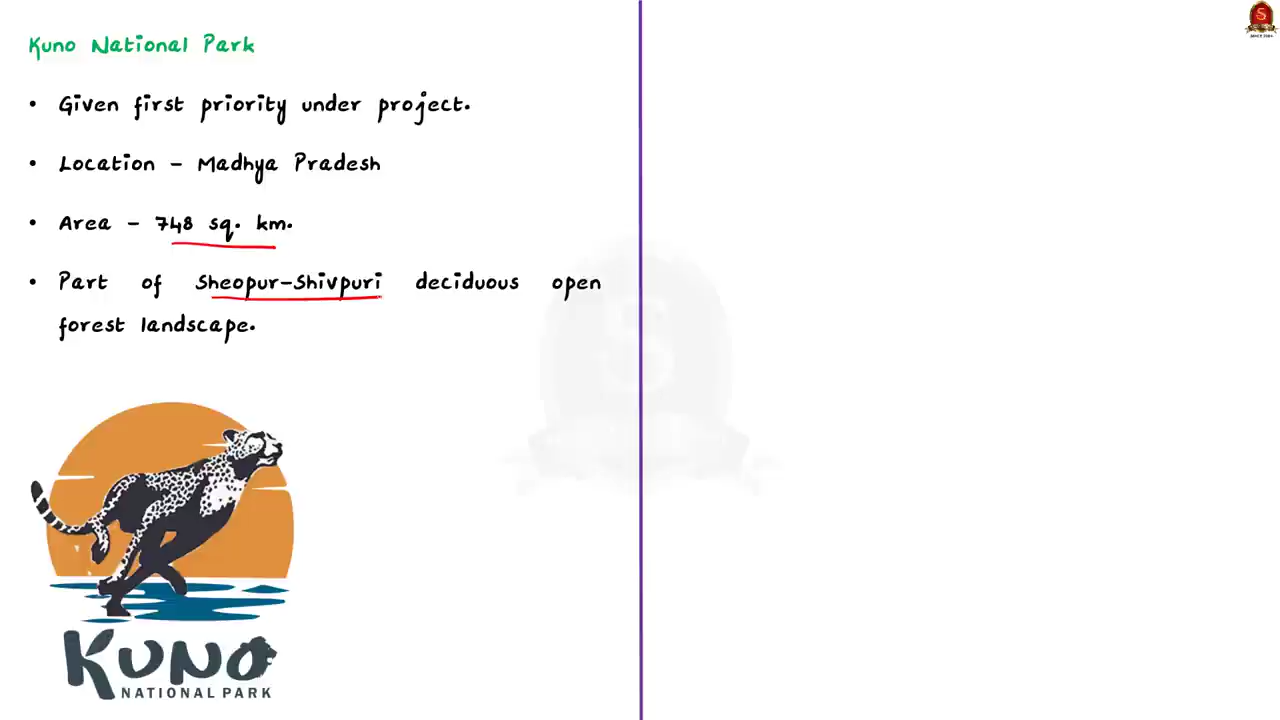 Kuno National Park
• Given first priority under project.
• Location - Madhya Pradesh
• Area - 748 sq. km.
• Part of Sheopur-Shivpuri deciduous open
forest landscape.
KUNO
NATIONAL PARK